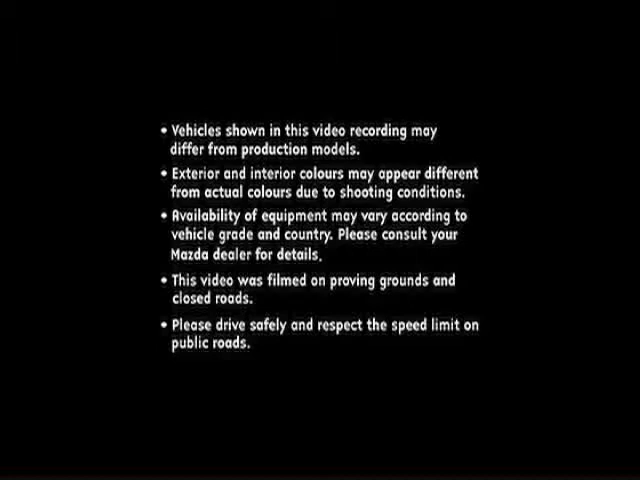 • Vehicles shown in this video recording may
differ from production models.
• Exterior and interior colours may appear different
from actual colours due to shooting conditions.
• Availability of equipment may vary according to
vehicle grade and country. Please consult your
Mazda dealer for details.
• This video was filmed on proving grounds and
closed roads.
• Please drive safely and respect the speed limit on
public roads.